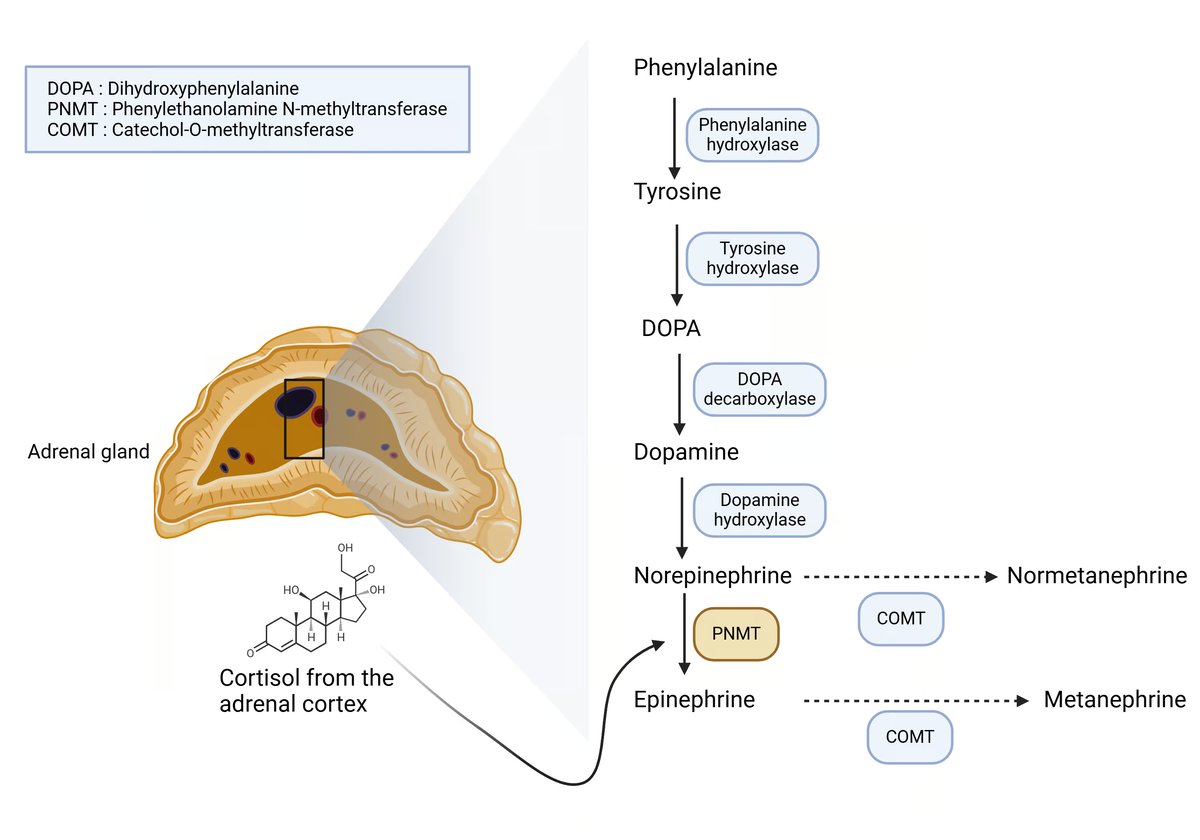 DOPA : Dihydroxyphenylalanine
PNMT : Phenylethanolamine N-methyltransferase
COMT : Catechol-O-methyltransferase
Adrenal gland
OH
O
HO
OH
H
H
H
O
Cortisol from the
adrenal cortex
Phenylalanine
Phenylalanine
hydroxylase
Tyrosine
Tyrosine
hydroxylase
DOPA
DOPA
decarboxylase
Dopamine
Dopamine
hydroxylase
Norepinephrine
Normetanephrine
COMT
PNMT
Epinephrine
Metanephrine
COMT